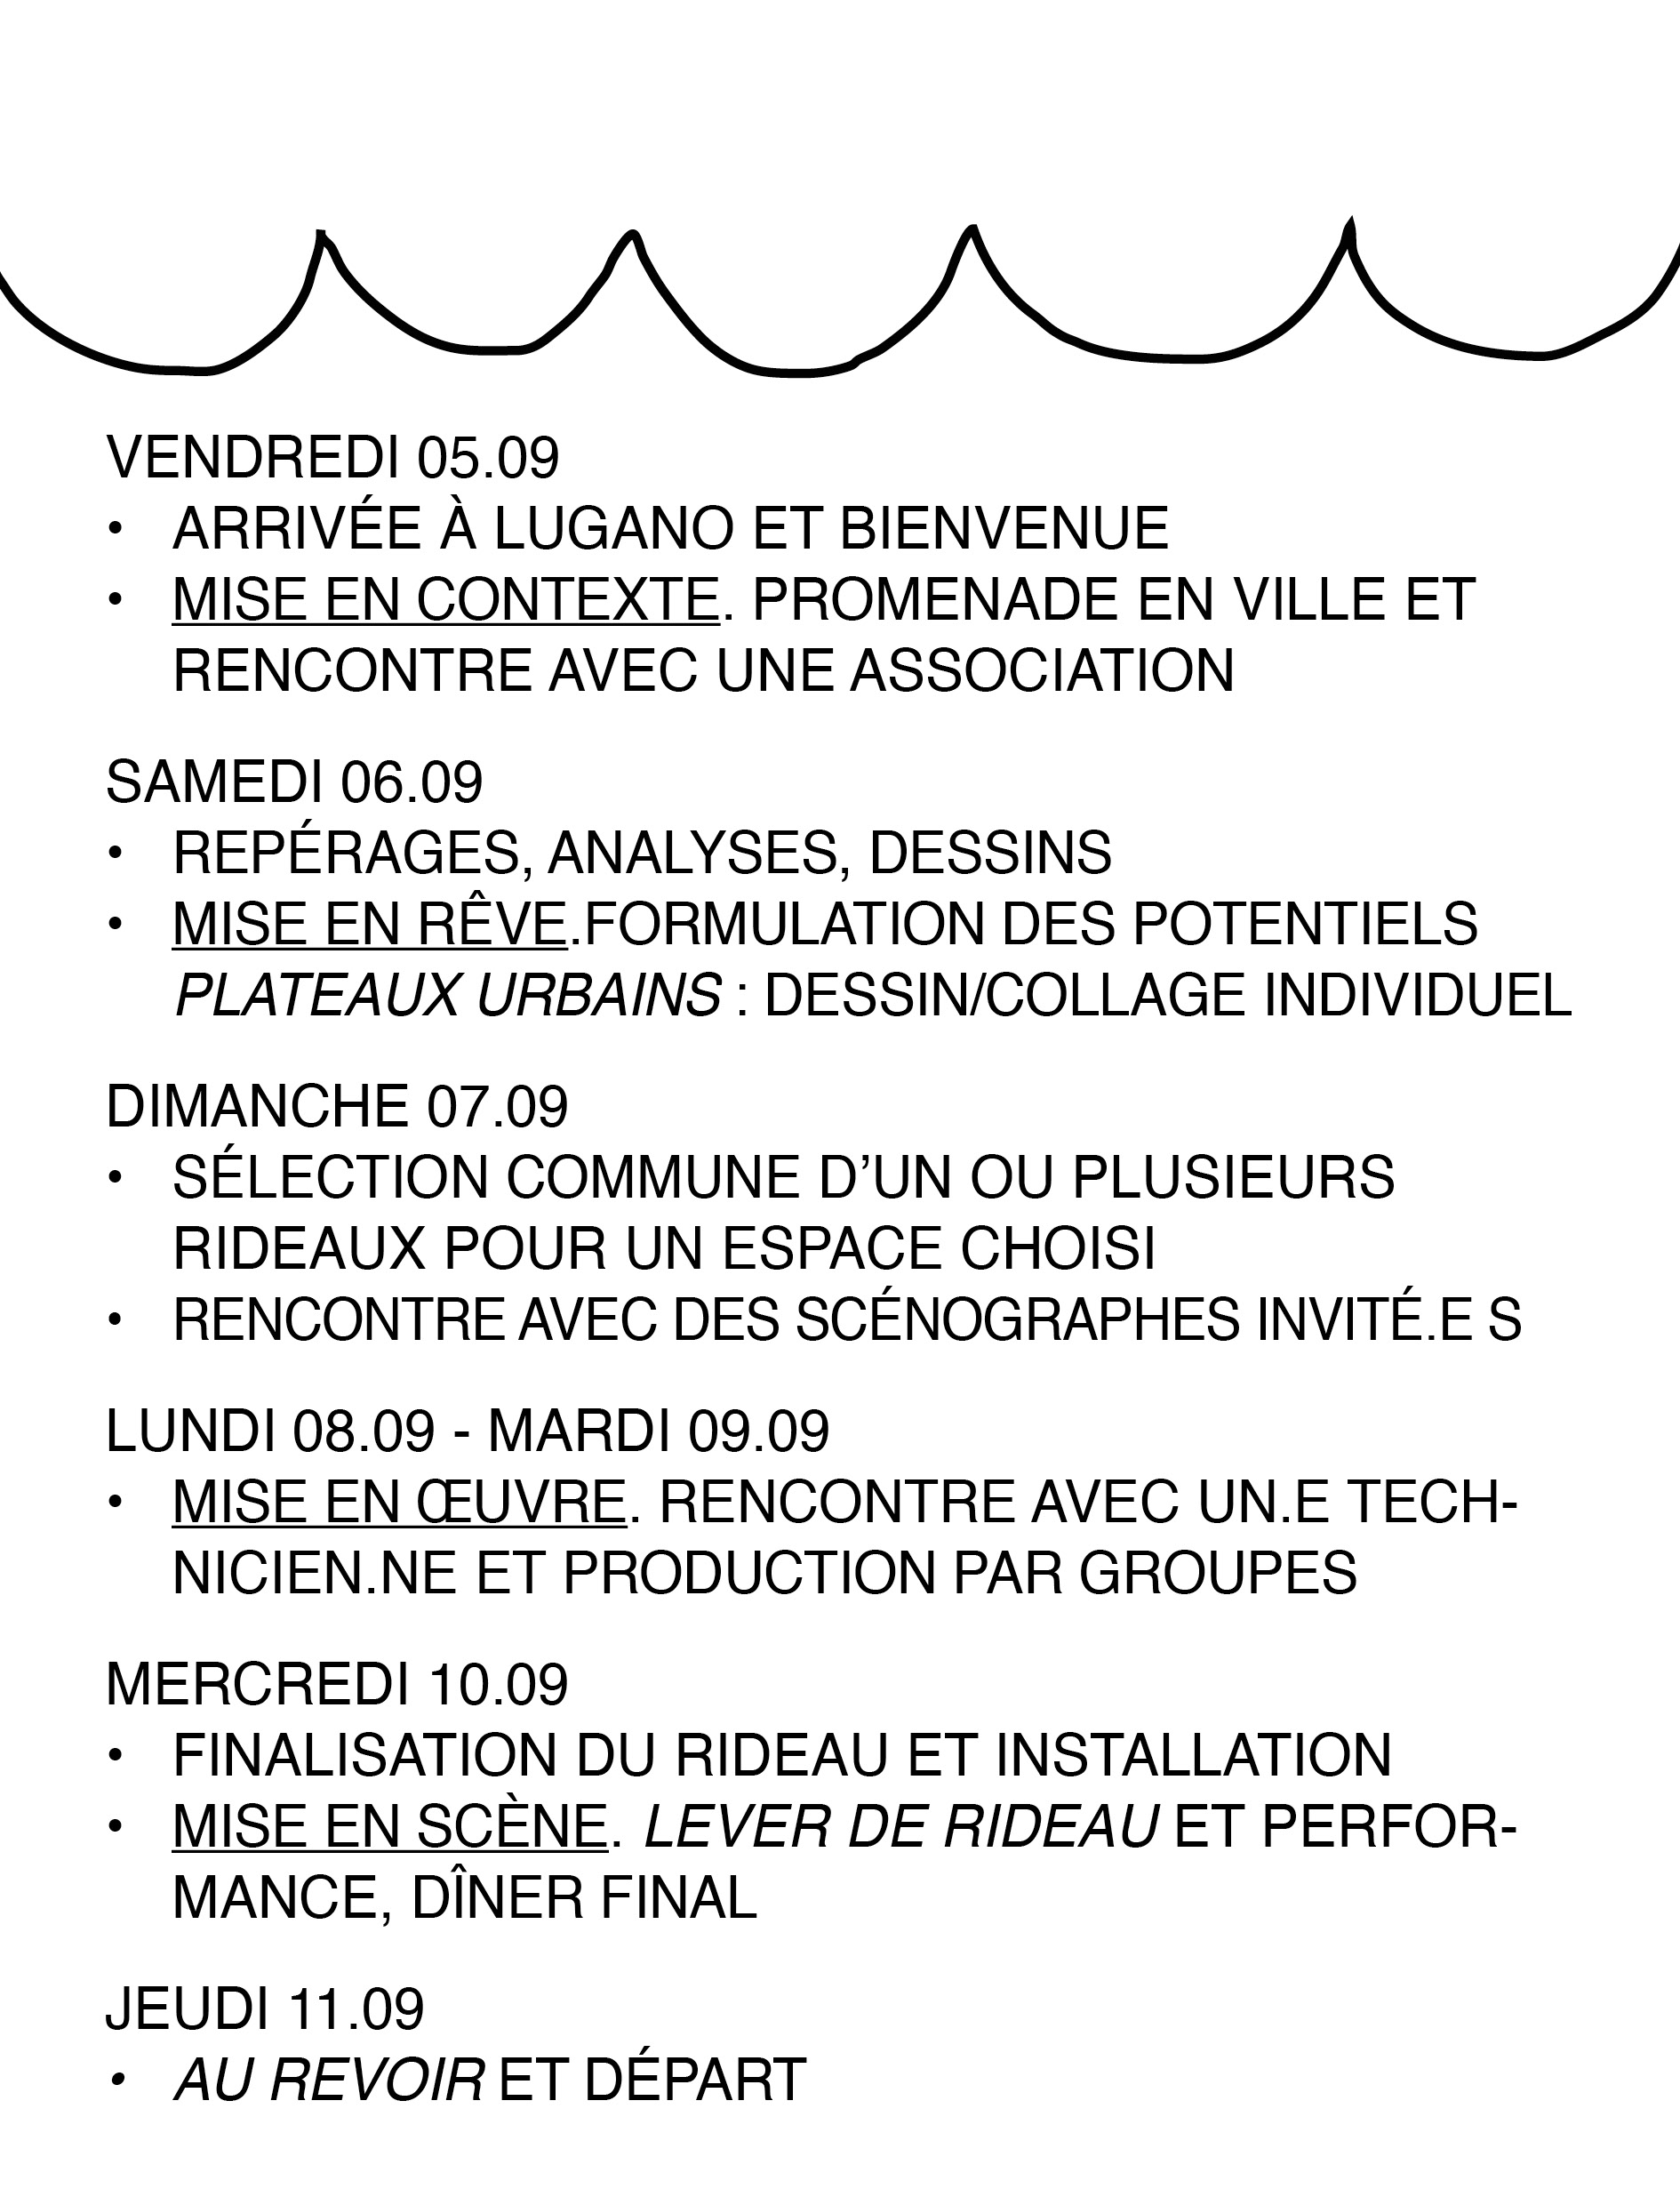 VENDREDI 05.09
• ARRIVÉE À LUGANO ET BIENVENUE
• MISE EN CONTEXTE. PROMENADE EN VILLE ET
RENCONTRE AVEC UNE ASSOCIATION
SAMEDI 06.09
• REPÉRAGES, ANALYSES, DESSINS
• MISE EN RÊVE.FORMULATION DES POTENTIELS
PLATEAUX URBAINS : DESSIN/COLLAGE INDIVIDUEL
DIMANCHE 07.09
• SÉLECTION COMMUNE D’UN OU PLUSIEURS
RIDEAUX POUR UN ESPACE CHOISI
• RENCONTRE AVEC DES SCÉNOGRAPHES INVITÉ.E S
LUNDI 08.09 - MARDI 09.09
• MISE EN ŒUVRE. RENCONTRE AVEC UN.E TECH-
NICIEN.NE ET PRODUCTION PAR GROUPES
MERCREDI 10.09
• FINALISATION DU RIDEAU ET INSTALLATION
• MISE EN SCÈNE. LEVER DE RIDEAU ET PERFOR-
MANCE, DÎNER FINAL
JEUDI 11.09
• AU REVOIR ET DÉPART